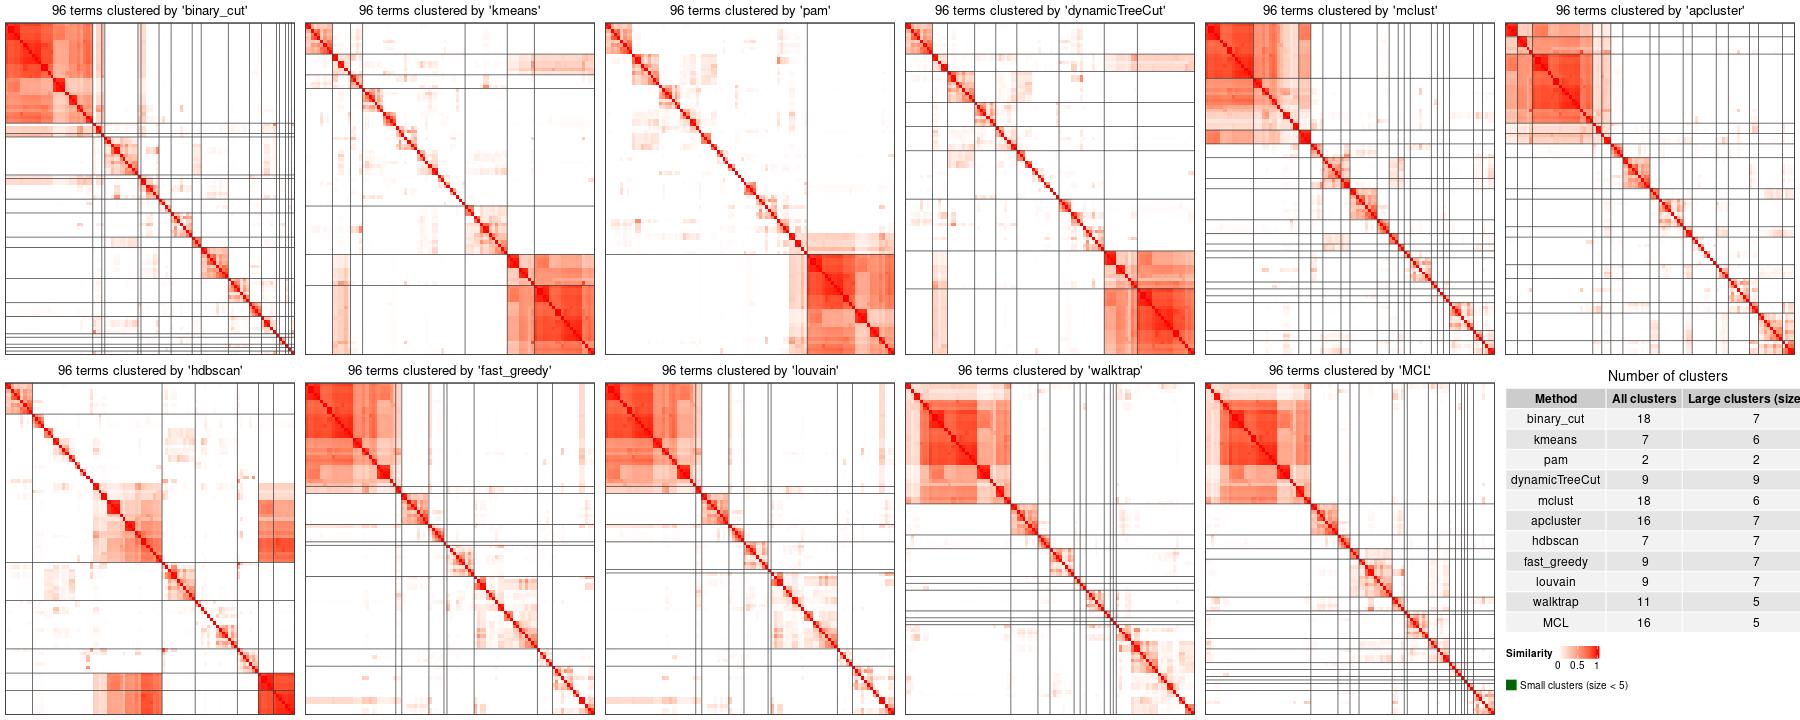 96 terms clustered by 'binary_cut'
96 terms clustered by 'kmeans'
96 terms clustered by 'pam'
96 terms clustered by 'dynamicTreeCut'
96 terms clustered by 'mclust'
96 terms clustered by 'apcluster'
96 terms clustered by 'hdbscan'
96 terms clustered by 'fast_greedy'
96 terms clustered by 'louvain'
96 terms clustered by 'walktrap'
96 terms clustered by 'MCL'
Number of clusters
Method All clusters Large clusters (size
binary_cut 18 7
kmeans 7 6
pam 2 2
dynamicTreeCut 9 9
mclust 18 6
apcluster 16 7
hdbscan 7 7
fast_greedy 9 7
louvain 9 7
walktrap 11 5
MCL 16 5
Similarity
0 0.5 1
Small clusters (size < 5)